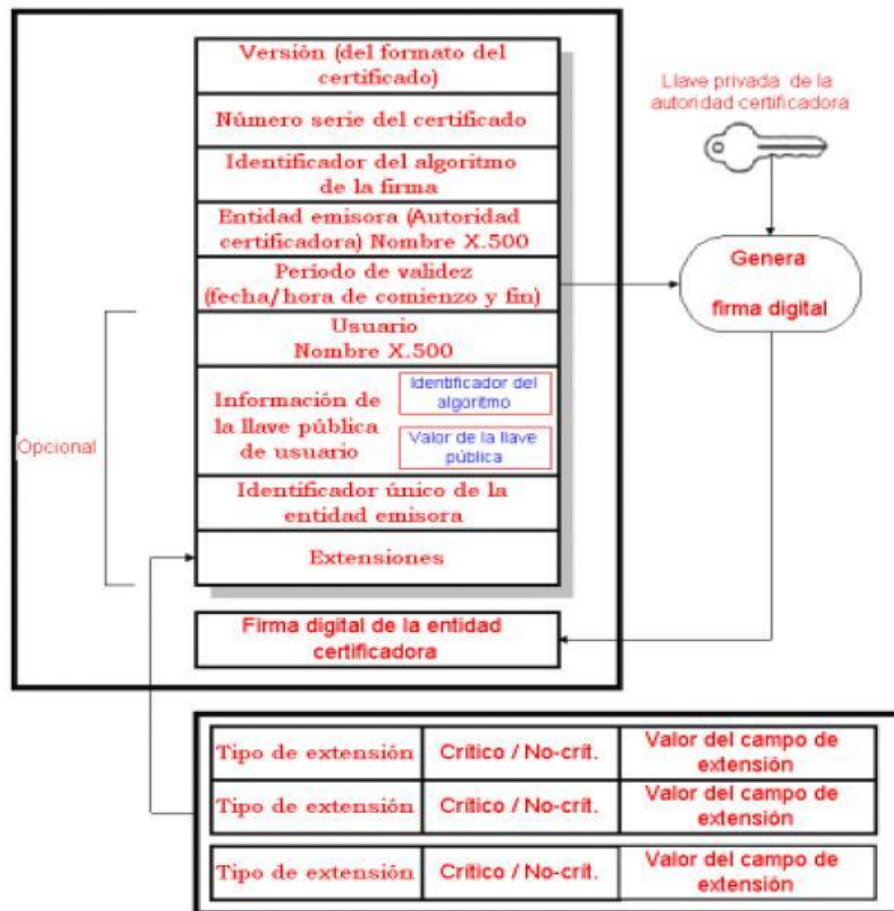 Versión (del formato del
certificado)
Número serie del certificado
Identificador del algoritmo
de la firma
Entidad emisora (Autoridad
certificadora) Nombre X.500
Período de validez
(fecha/hora de comienzo y fin)
Usuario
Nombre X.500
Información de
la llave pública
de usuario
Identificador del
algoritmo
Valor de la llave
pública
Identificador único de la
entidad emisora
Extensiones
Opcional
Firma digital de la entidad
certificadora
Llave privada de la
autoridad certificadora
Genera
firma digital
Tipo de extensión
Crítico / No-crít.
Valor del campo de
extensión
Tipo de extensión
Crítico / No-crít.
Valor del campo de
extensión
Tipo de extensión
Crítico / No-crít.
Valor del campo de
extensión